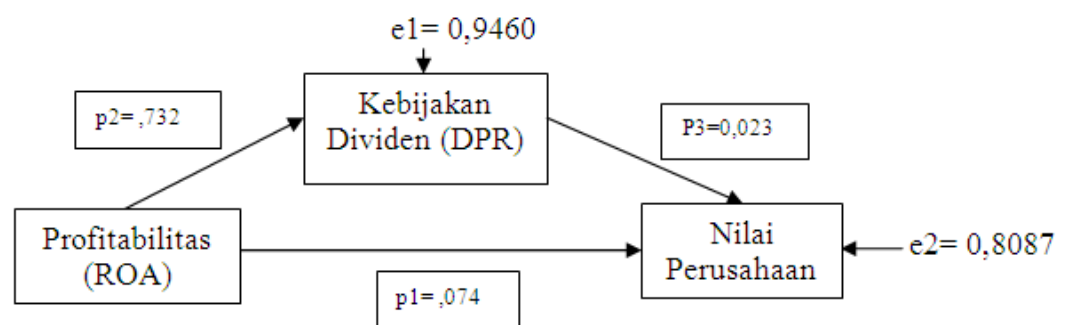 e1= 0,9460
Kebijakan
Dividen (DPR)
p2= ,732
P3=0,023
Profitabilitas
(ROA)
Nilai
Perusahaan
e2= 0,8087
p1= ,074